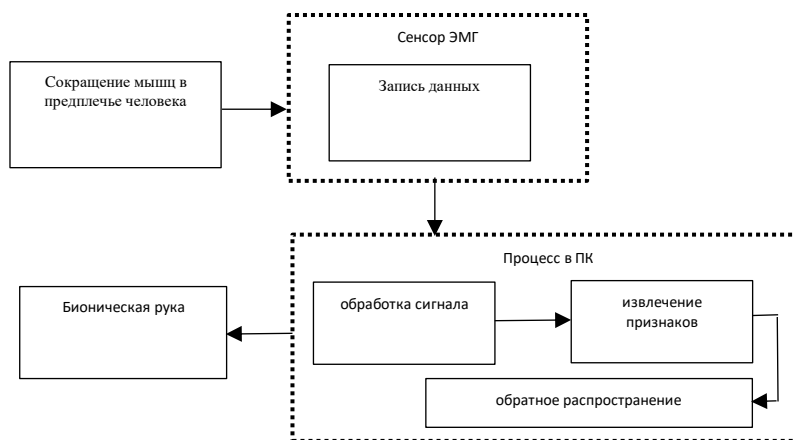 Сенсор ЭМГ
Сокращение мышц в
предплечье человека
Запись данных
Процесс в ПК
Бионическая рука
обработка сигнала
извлечение
признаков
обратное распространение